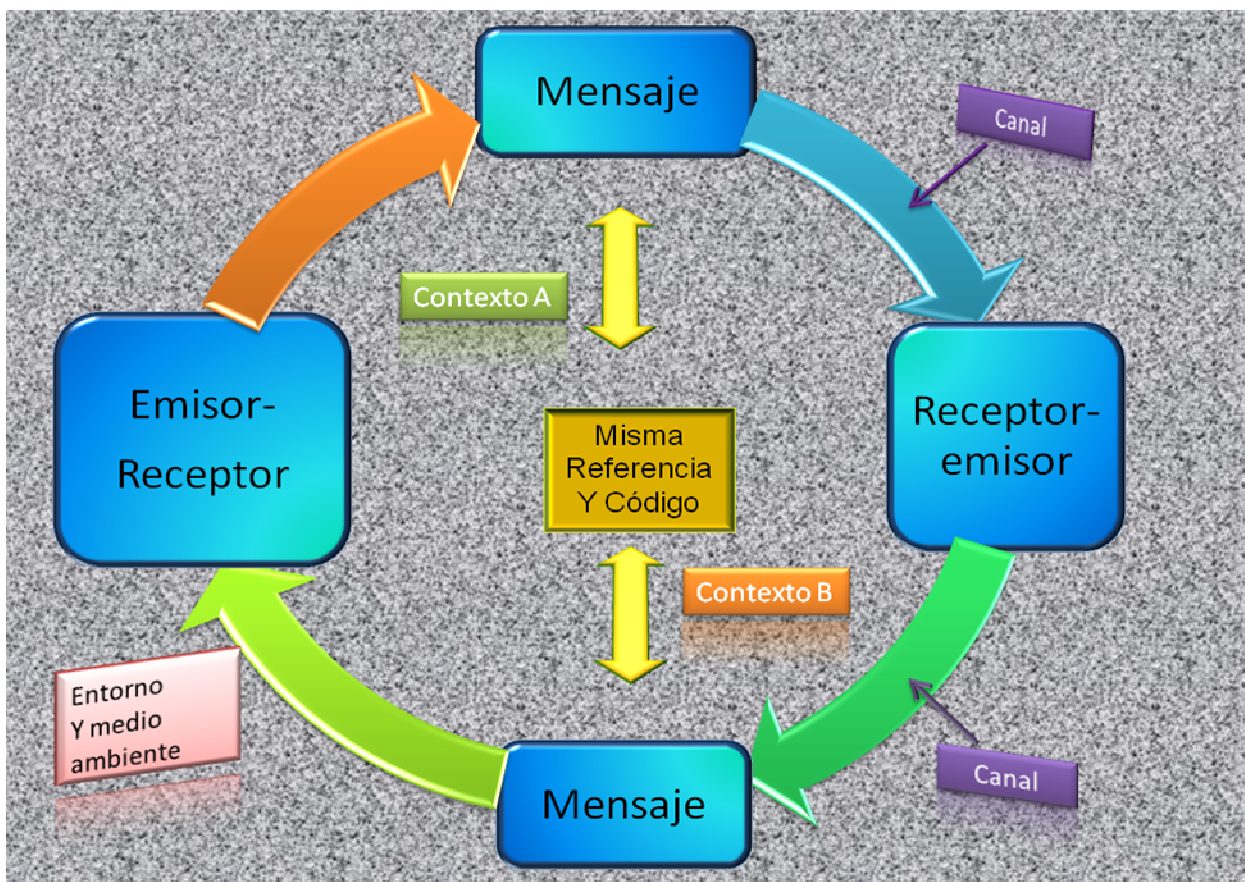 Mensaje
Canal
Contexto A
Emisor-
Receptor
Receptor-
emisor
Misma
Referencia
Y Código
Contexto B
Entorno
Y medio
ambiente
Mensaje
Canal